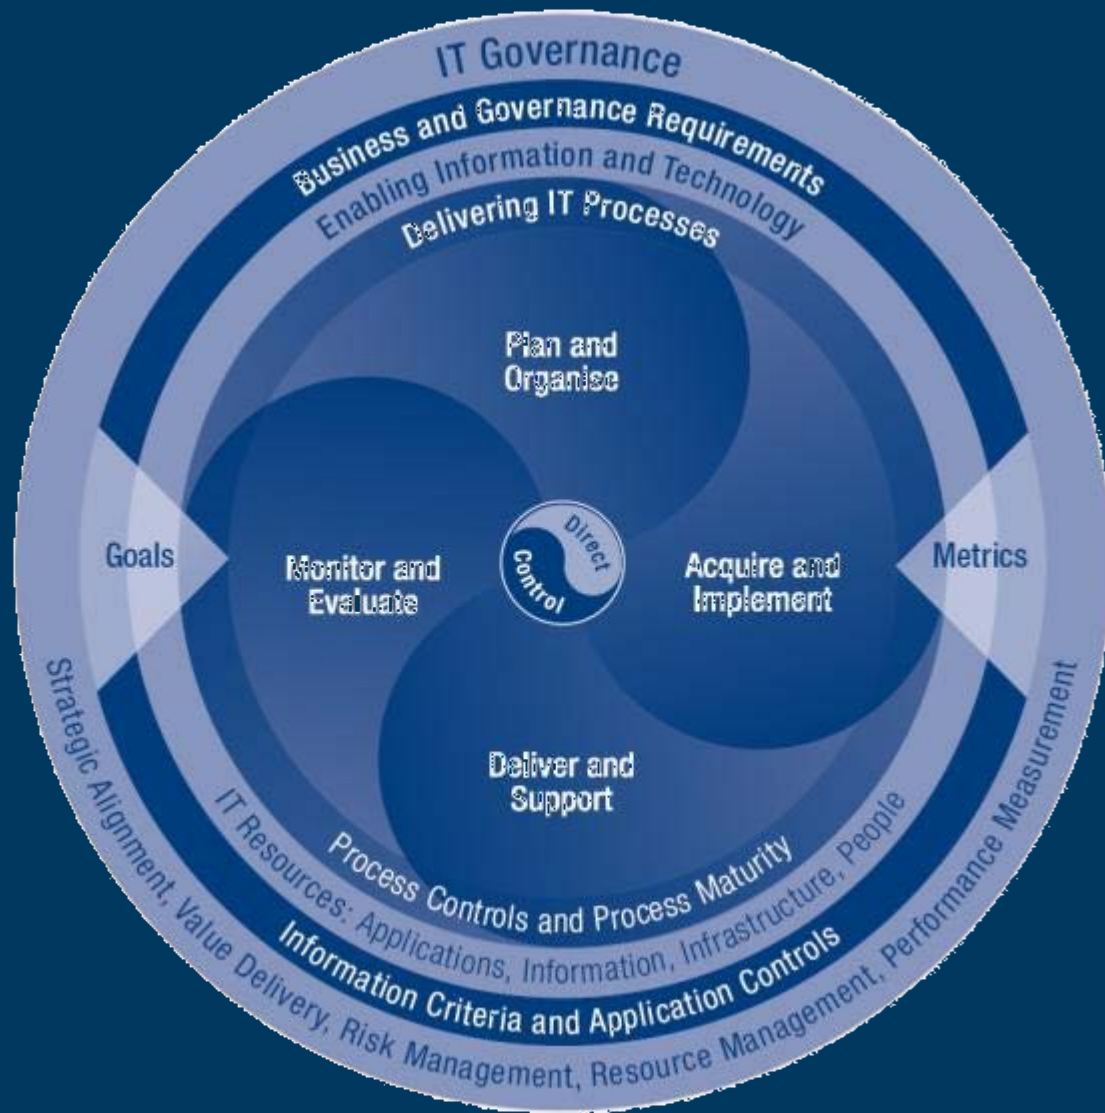 IT Governance
Business and Governance Requirements
Enabling Information and Technology
Delivering IT Processes
Plan and
Organise
Goals
Monitor and
Evaluate
Direct
Control
Acquire and
Implement
Metrics
Deliver and
Support
Process Controls and Process Maturity
IT Resources: Applications, Information, Infrastructure, People
Information Criteria and Application Controls
Strategic Alignment, Value Delivery, Risk Management, Resource Management, Performance Measurement